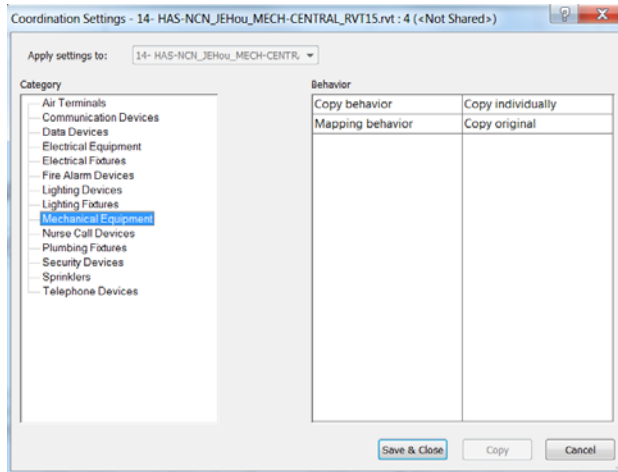 Coordination Settings - 14- HAS-NCN_JEHou_MECH-CENTRAL_RVT15.rvt : 4 (<Not Shared>)
?
X
Apply settings to:
14- HAS-NCN_JEHou_MECH-CENTR,
Category
Air Terminals
Communication Devices
Data Devices
Electrical Equipment
Electrical Fixtures
Fire Alarm Devices
Lighting Devices
Lighting Fixtures
Mechanical Equipment
Nurse Call Devices
Plumbing Fixtures
Security Devices
Sprinklers
Telephone Devices
Behavior
Copy behavior Copy individually
Mapping behavior Copy original
Save & Close Copy Cancel